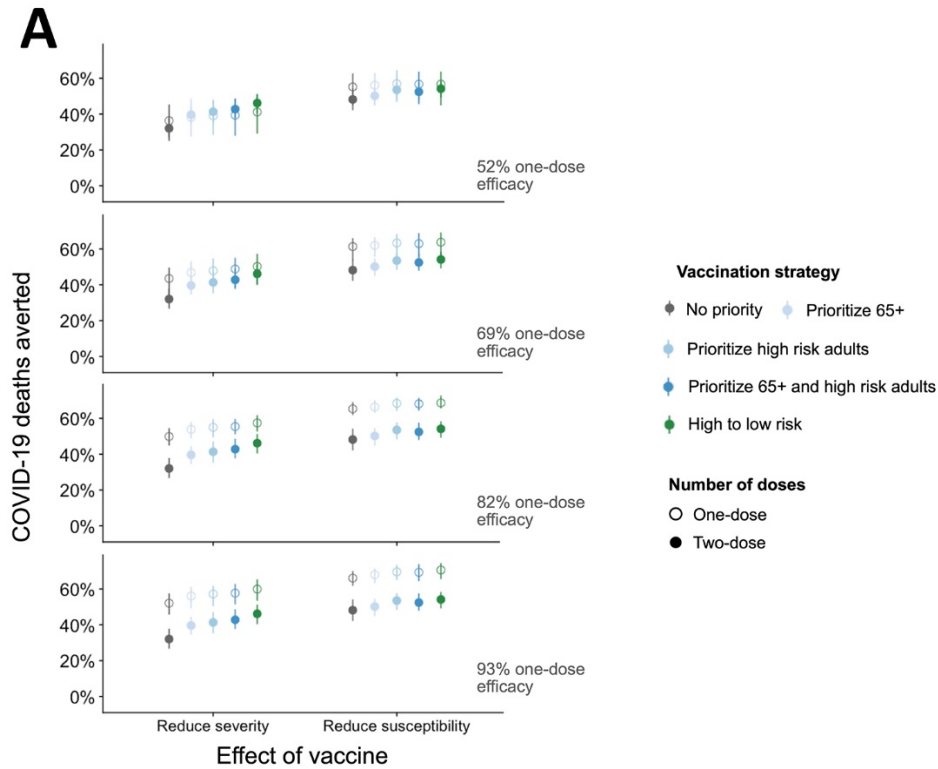 A
COVID-19 deaths averted
60%
40%
20%
0%
52% one-dose
efficacy
60%
40%
20%
0%
69% one-dose
efficacy
60%
40%
20%
0%
82% one-dose
efficacy
60%
40%
20%
0%
93% one-dose
efficacy
Reduce severity
Reduce susceptibility
Effect of vaccine
Vaccination strategy
No priority
Prioritize 65+
Prioritize high risk adults
Prioritize 65+ and high risk adults
High to low risk
Number of doses
One-dose
Two-dose